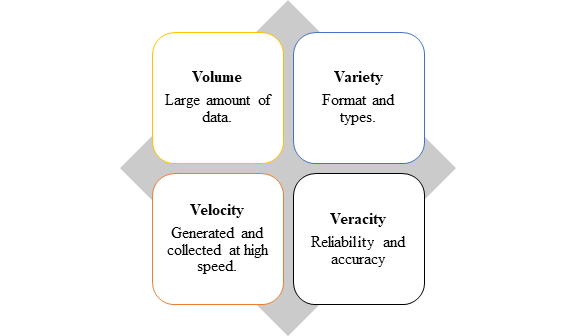 Volume
Large amount of
data.
Variety
Format and
types.
Velocity
Generated and
collected at high
speed.
Veracity
Reliability and
accuracy